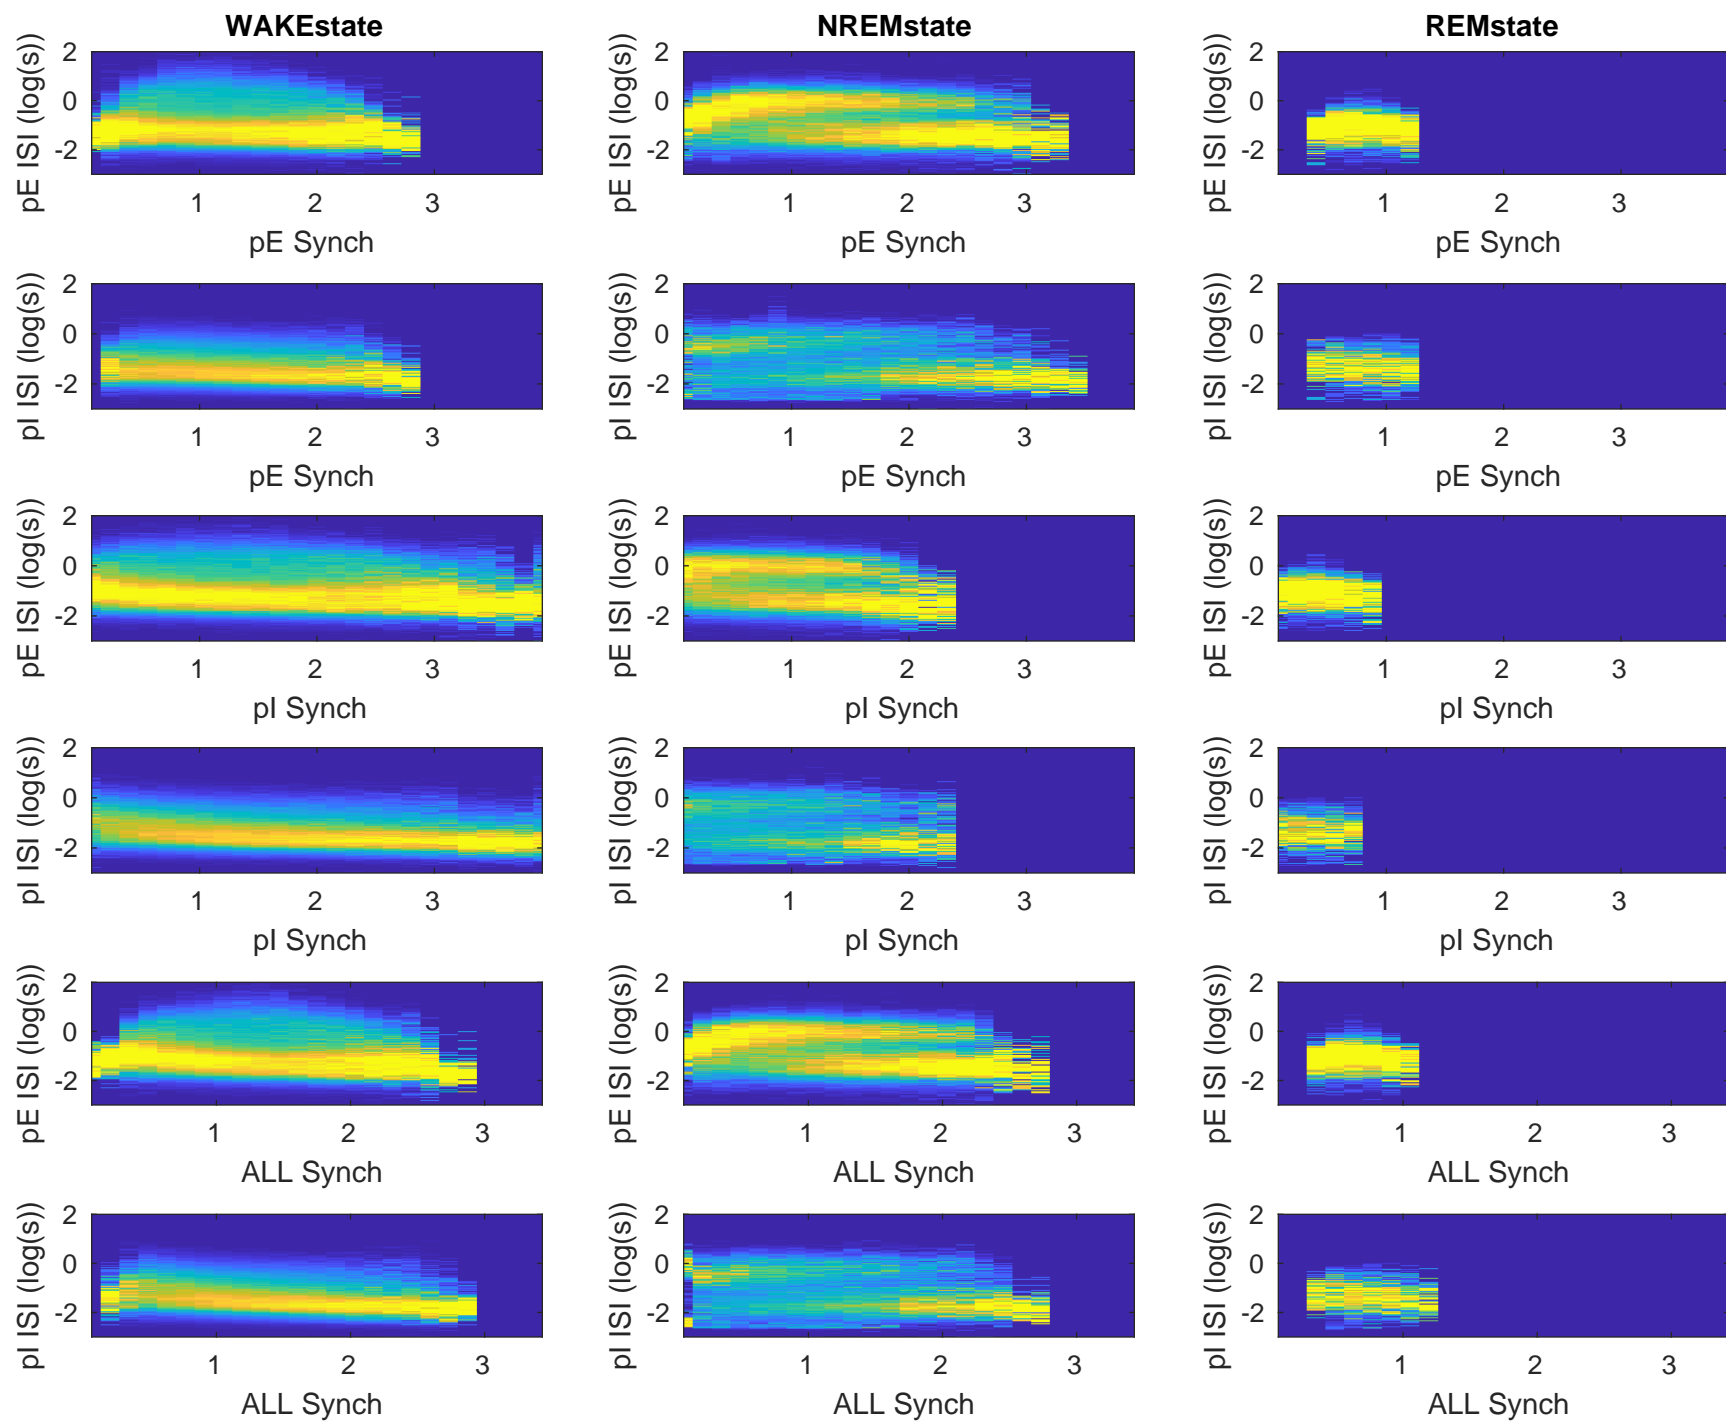 WAKEstate NREMstate REMstate
pE ISI (log(s)) 2 0 -2 pE ISI (log(s)) 2 0 -2 pE ISI (log(s)) 2 0 -2
1 2 3 1 2 3 1 2 3
pE Synch pE Synch pE Synch
pI ISI (log(s)) 2 0 -2 pI ISI (log(s)) 2 0 -2 pI ISI (log(s)) 2 0 -2
1 2 3 1 2 3 1 2 3
pE Synch pE Synch pE Synch
pE ISI (log(s)) 2 0 -2 pE ISI (log(s)) 2 0 -2 pE ISI (log(s)) 2 0 -2
1 2 3 1 2 3 1 2 3
pI Synch pI Synch pI Synch
pI ISI (log(s)) 2 0 -2 pI ISI (log(s)) 2 0 -2 pI ISI (log(s)) 2 0 -2
1 2 3 1 2 3 1 2 3
pI Synch pI Synch pI Synch
pE ISI (log(s)) 2 0 -2 pE ISI (log(s)) 2 0 -2 pE ISI (log(s)) 2 0 -2
1 2 3 1 2 3 1 2 3
ALL Synch ALL Synch ALL Synch
pI ISI (log(s)) 2 0 -2 pI ISI (log(s)) 2 0 -2 pI ISI (log(s)) 2 0 -2
1 2 3 1 2 3 1 2 3
ALL Synch ALL Synch ALL Synch